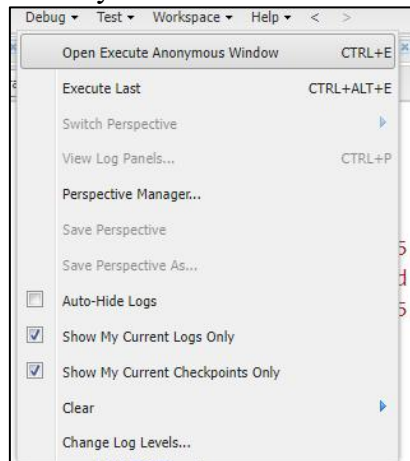 Debug Test Workspace Help < >
Open Execute Anonymous Window CTRL+E
Execute Last CTRL+ALT+E
Switch Perspective
View Log Panels... CTRL+P
Perspective Manager...
Save Perspective
Save Perspective As...
Auto-Hide Logs
Show My Current Logs Only
Show My Current Checkpoints Only
Clear
Change Log Levels...